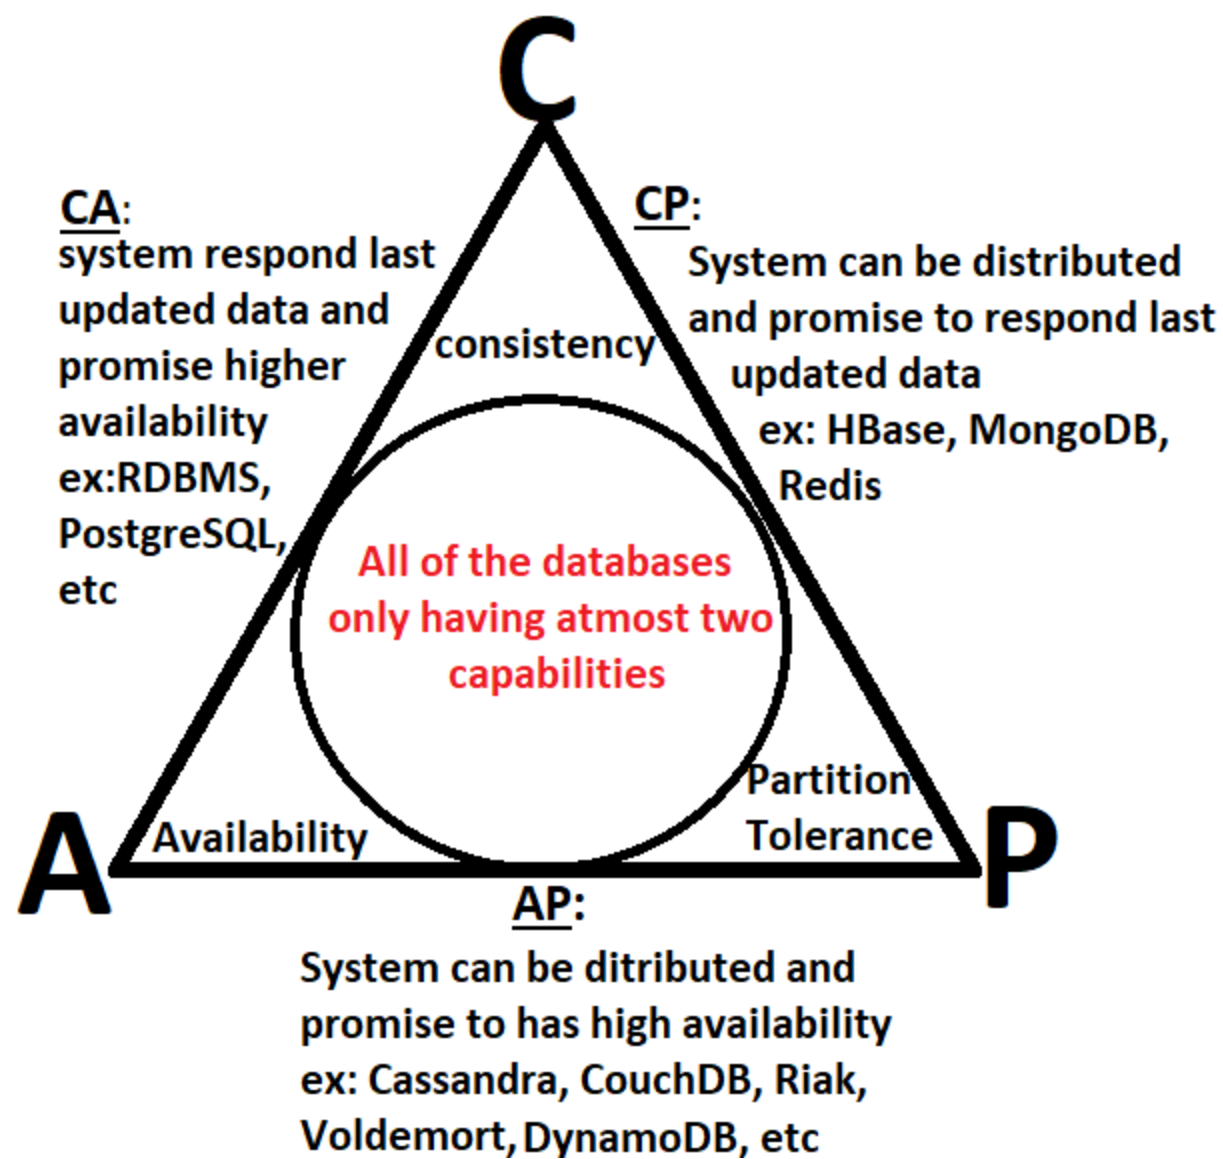 C
CA:
system respond last
updated data and
promise higher
availability
ex:RDBMS,
PostgreSQL,
etc
CP:
System can be distributed
and promise to respond last
updated data
ex: HBase, MongoDB,
Redis
consistency
All of the databases
only having atmost two
capabilities
A
Availability
Partition
Tolerance
P
AP:
System can be ditributed and
promise to has high availability
ex: Cassandra, CouchDB, Riak,
Voldemort, DynamoDB, etc